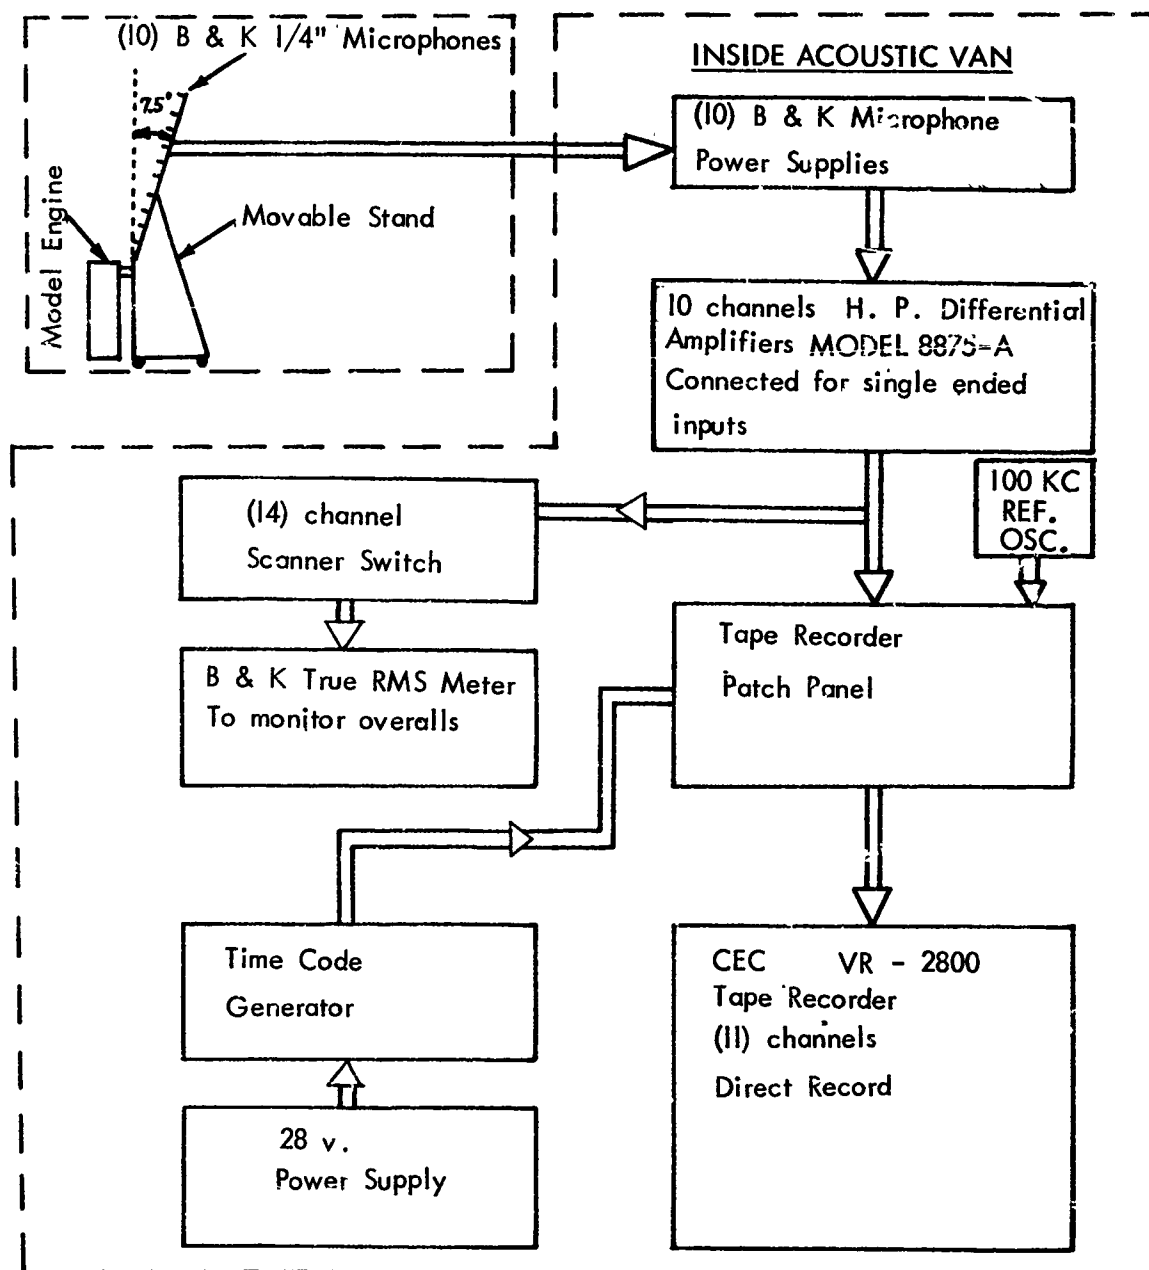 (10) B & K 1/4" Microphones
7.5°
Model Engine
Movable Stand
INSIDE ACOUSTIC VAN
(10) B & K Microphone
Power Supplies
10 channels H. P. Differential
Amplifiers MODEL 8875-A
Connected for single ended
inputs
100 KC
REF.
OSC.
(14) channel
Scanner Switch
B & K True RMS Meter
To monitor overalls
Tape Recorder
Patch Panel
Time Code
Generator
28 v.
Power Supply
CEC VR - 2800
Tape Recorder
(11) channels
Direct Record